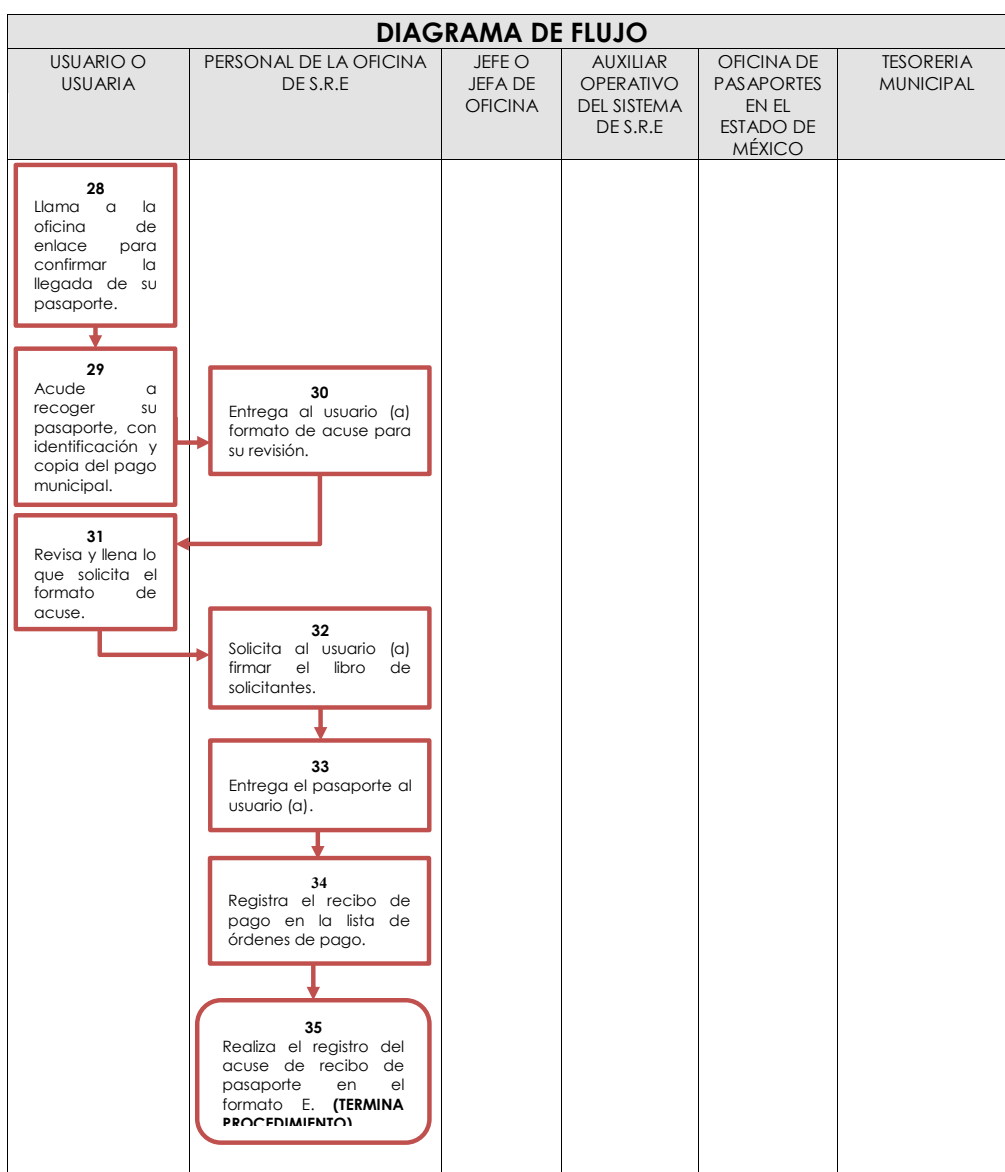 DIAGRAMA DE FLUJO
USUARIO O
USUARIA
PERSONAL DE LA OFICINA
DE S.R.E
JEFE O
JEFA DE
OFICINA
AUXILIAR
OPERATIVO
DEL SISTEMA
DE S.R.E
OFICINA DE
PASAPORTES
EN EL
ESTADO DE
MÉXICO
TESORERIA
MUNICIPAL
28
Llama a la
oficina de
enlace para
confirmar la
llegada de su
pasaporte.
29
Acude a
recoger su
pasaporte, con
identificación y
copia del pago
municipal.
30
Entrega al usuario (a)
formato de acuse para
su revisión.
31
Revisa y llena lo
que solicita el
formato de
acuse.
32
Solicita al usuario (a)
firmar el libro de
solicitantes.
33
Entrega el pasaporte al
usuario (a).
34
Registra el recibo de
pago en la lista de
órdenes de pago.
35
Realiza el registro del
acuse de recibo de
pasaporte en el
formato E. (TERMINA
PROCEDIMIENTO)